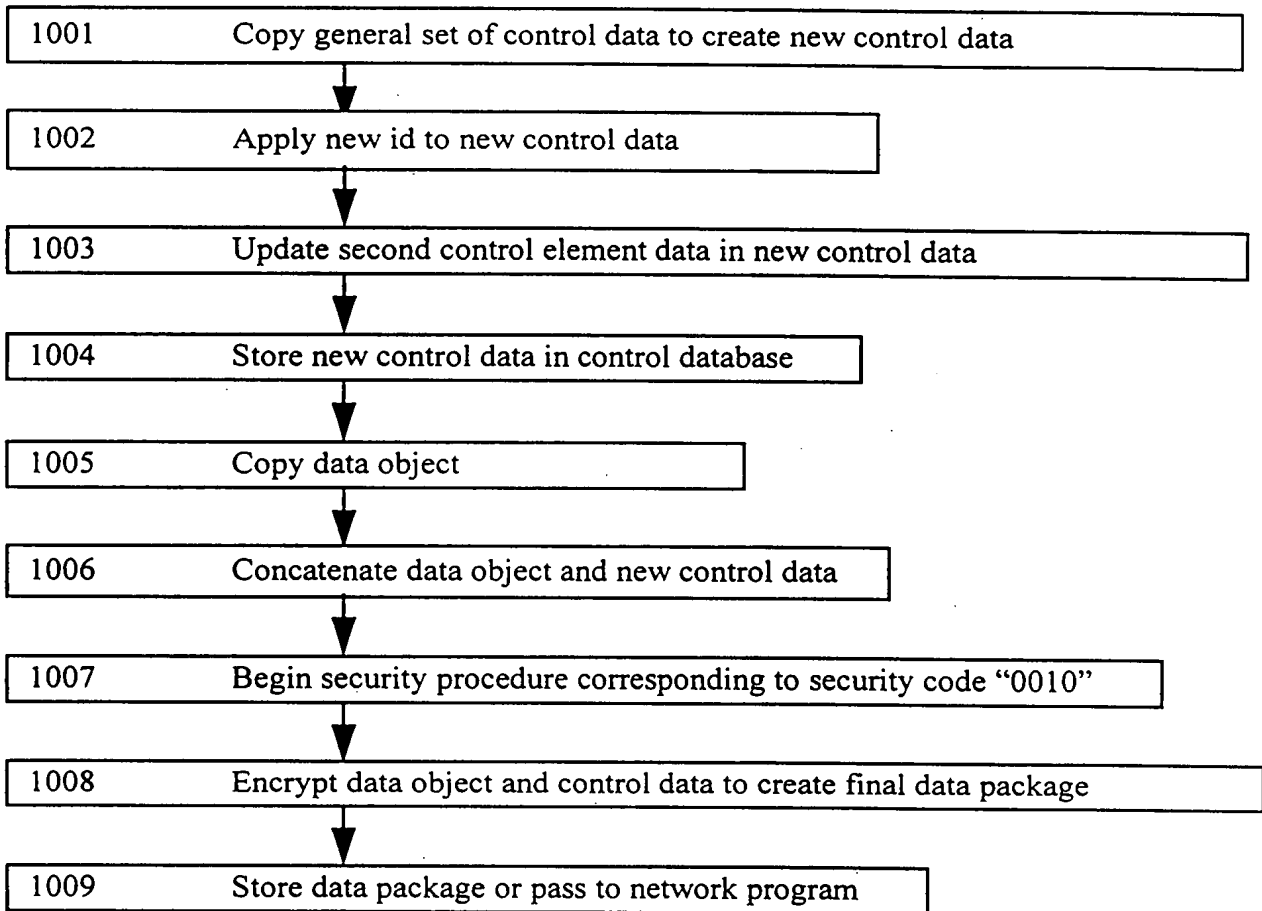 1001 Copy general set of control data to create new control data
1002 Apply new id to new control data
1003 Update second control element data in new control data
1004 Store new control data in control database
1005 Copy data object
1006 Concatenate data object and new control data
1007 Begin security procedure corresponding to security code “0010”
1008 Encrypt data object and control data to create final data package
1009 Store data package or pass to network program